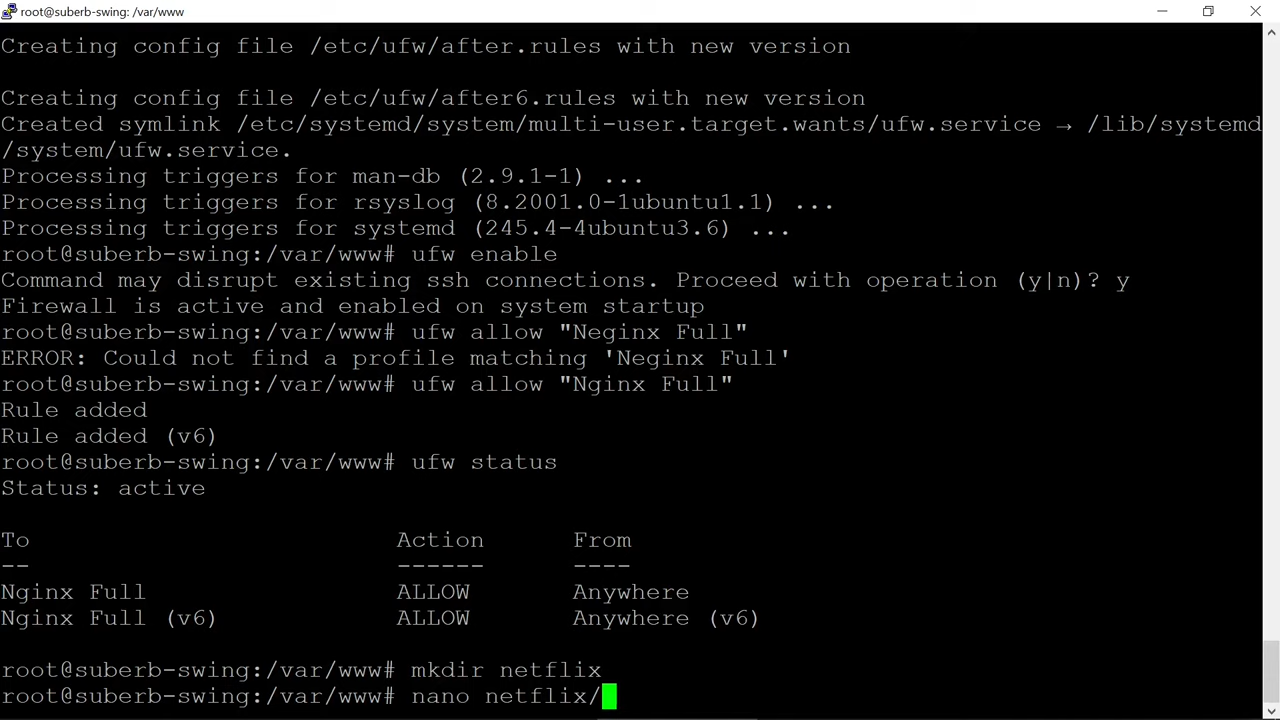 root@suberb-swing: /var/www
Creating config file /etc/ufw/after.rules with new version
Creating config file /etc/ufw/after6.rules with new version
Created symlink /etc/systemd/system/multi-user.target.wants/ufw.service → /lib/systemd
/system/ufw.service.
Processing triggers for man-db (2.9.1-1) ...
Processing triggers for rsyslog (8.2001.0-1ubuntu1.1) ...
Processing triggers for systemd (245.4-4ubuntu3.6) ...
root@suberb-swing:/var/www# ufw enable
Command may disrupt existing ssh connections. Proceed with operation (y|n)? y
Firewall is active and enabled on system startup
root@suberb-swing:/var/www# ufw allow "Neginx Full"
ERROR: Could not find a profile matching 'Neginx Full'
root@suberb-swing:/var/www# ufw allow "Nginx Full"
Rule added
Rule added (v6)
root@suberb-swing:/var/www# ufw status
Status: active
To Action From
-- ------ ----
Nginx Full ALLOW Anywhere
Nginx Full (v6) ALLOW Anywhere (v6)
root@suberb-swing:/var/www# mkdir netflix
root@suberb-swing:/var/www# nano netflix/